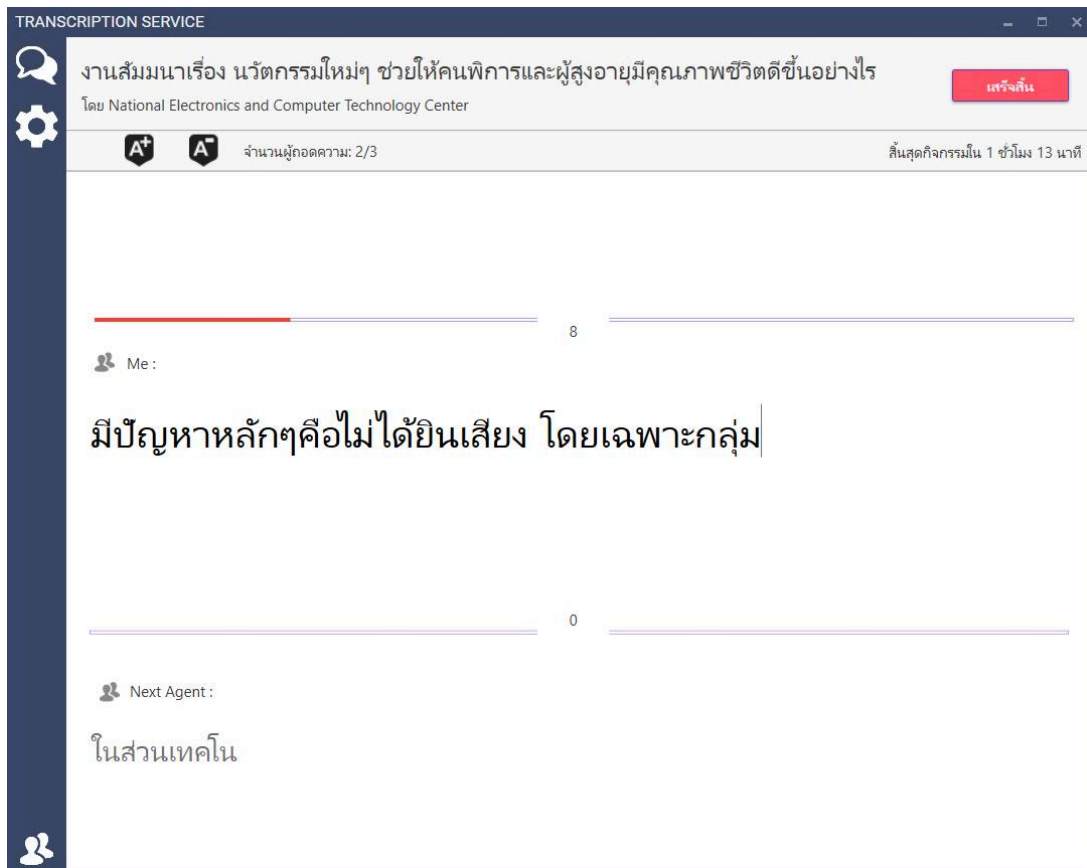 TRANSCRIPTION SERVICE
งานสัมมนาเรื่อง นวัตกรรมใหม่ๆ ช่วยให้คนพิการและผู้สูงอายุมีคุณภาพชีวิตดีขึ้นอย่างไร
โดย National Electronics and Computer Technology Center
เสร็จสิ้น
A+ A- จำนวนผู้ถอดความ: 2/3
สิ้นสุดกิจกรรมใน 1 ชั่วโมง 13 นาที
8
Me :
มีปัญหาหลักๆคือไม่ได้ยินเสียง โดยเฉพาะกลุ่ม
0
Next Agent :
ในส่วนเทคโน